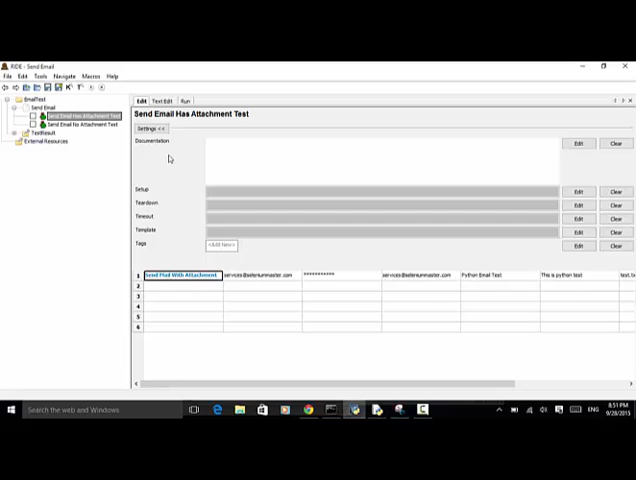 RIDE - Send Email
File Edit Tools Navigate Macros Help
EmailTest
Send Email
Send Email Has Attachment Test
Send Email No Attachment Test
TestResult
External Resources
Edit Text Edit Run
Send Email Has Attachment Test
Settings <<
Documentation Edit Clear
Setup Edit Clear
Teardown Edit Clear
Timeout Edit Clear
Template Edit Clear
Tags <Add New> Edit Clear
1 Send Mail With Attachment services@seleniummaster.com *********** services@seleniummaster.com Python Email Test This is python test test.tx
2
3
4
5
6
Search the web and Windows
ENG
8:51 PM
9/28/2015